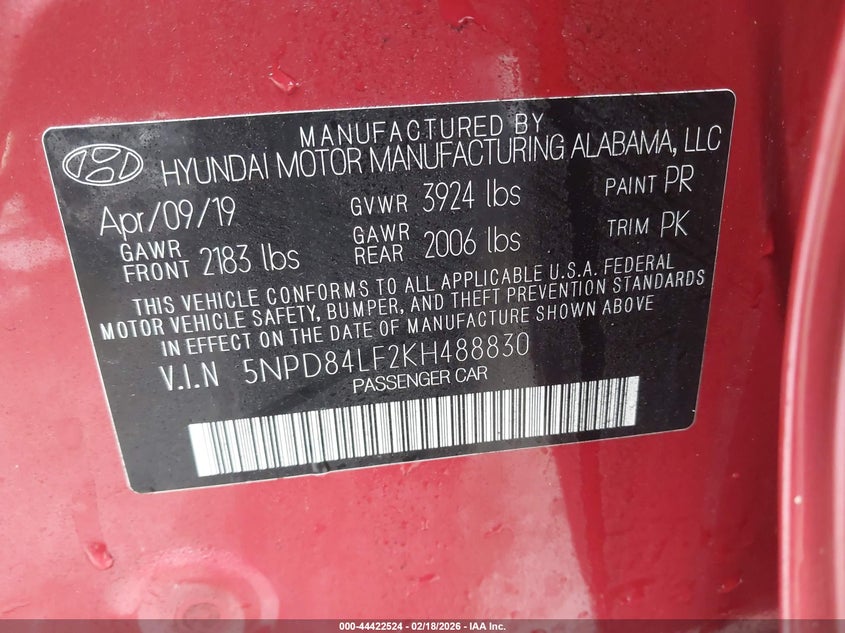 MANUFACTURED BY
HYUNDAI MOTOR MANUFACTURING ALABAMA, LLC
Apr/09/19 GVWR 3924 lbs PAINT PR
GAWR FRONT 2183 lbs GAWR REAR 2006 lbs TRIM PK
THIS VEHICLE CONFORMS TO ALL APPLICABLE U.S.A. FEDERAL
MOTOR VEHICLE SAFETY, BUMPER, AND THEFT PREVENTION STANDARDS
IN EFFECT ON THE DATE OF MANUFACTURE SHOWN ABOVE
V.I.N 5NPD84LF2KH488830
PASSENGER CAR
000-44422524 - 02/18/2026 - IAA Inc.